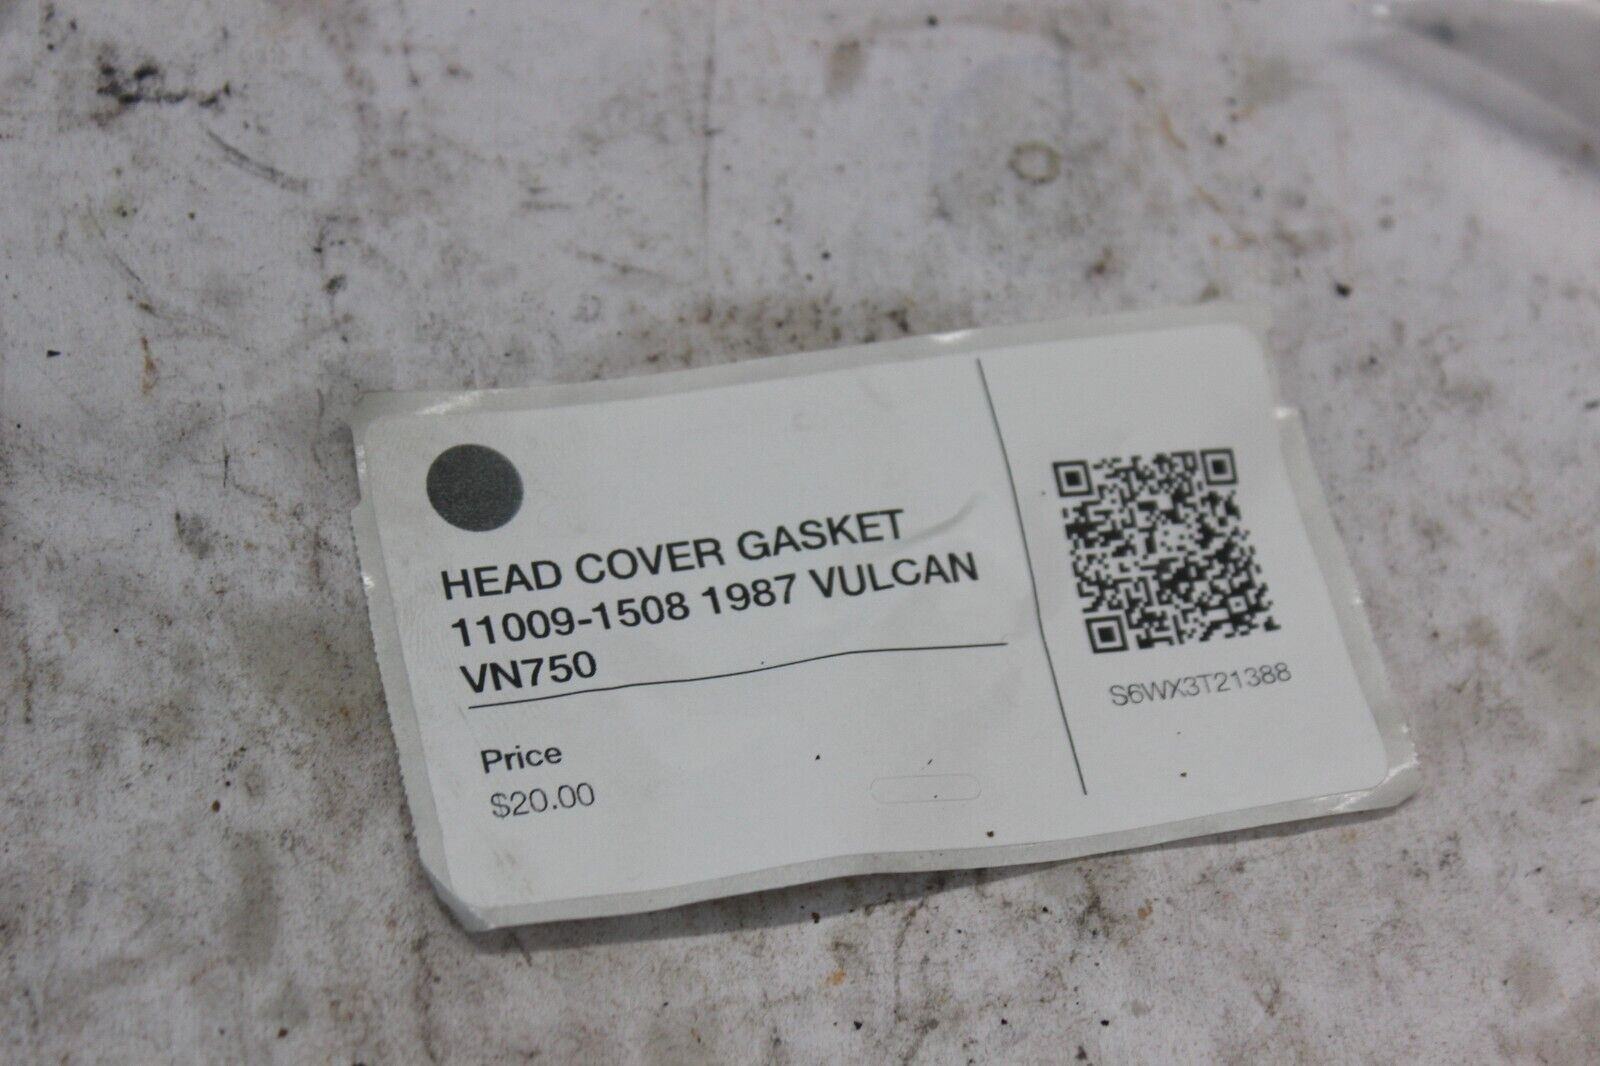 HEAD COVER GASKET
11009-1508 1987 VULCAN
VN750
Price
$20.00
S6WX3T21388